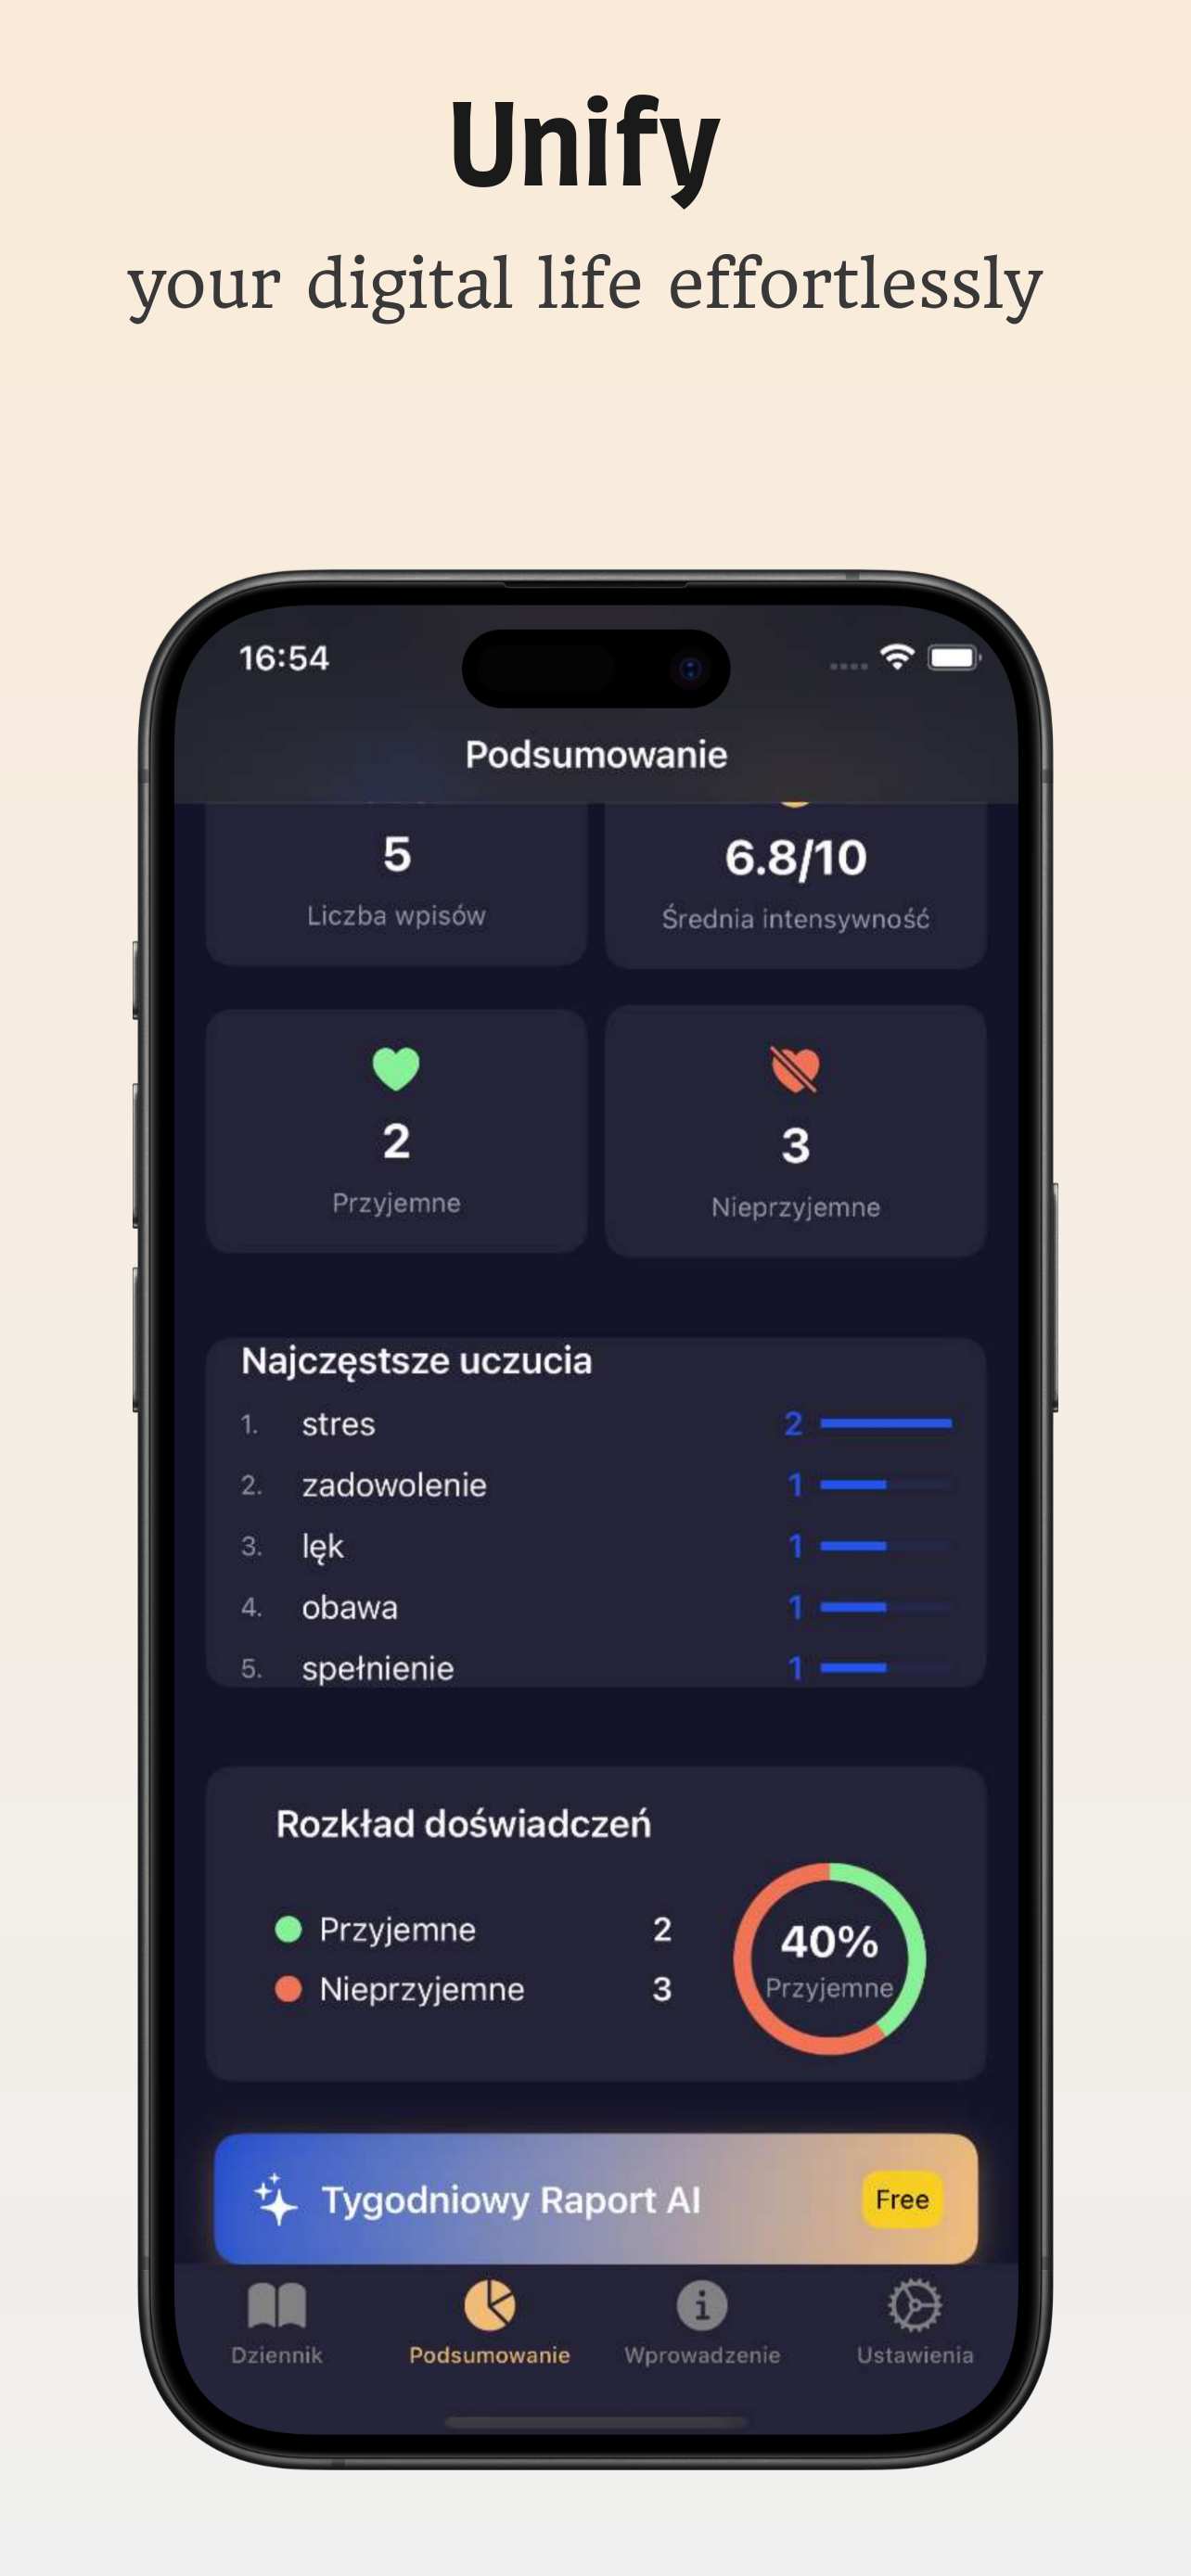 Unify
your digital life effortlessly
16:54
Podsumowanie
5
Liczba wpisów
6.8/10
Średnia intensywność
2
Przyjemne
3
Nieprzyjemne
Najczęstsze uczucia
1. stres 2
2. zadowolenie 1
3. lęk 1
4. obawa 1
5. spełnienie 1
Rozkład doświadczeń
Przyjemne 2
Nieprzyjemne 3
40%
Przyjemne
Tygodniowy Raport AI Free
Dziennik Podsumowanie Wprowadzenie Ustawienia